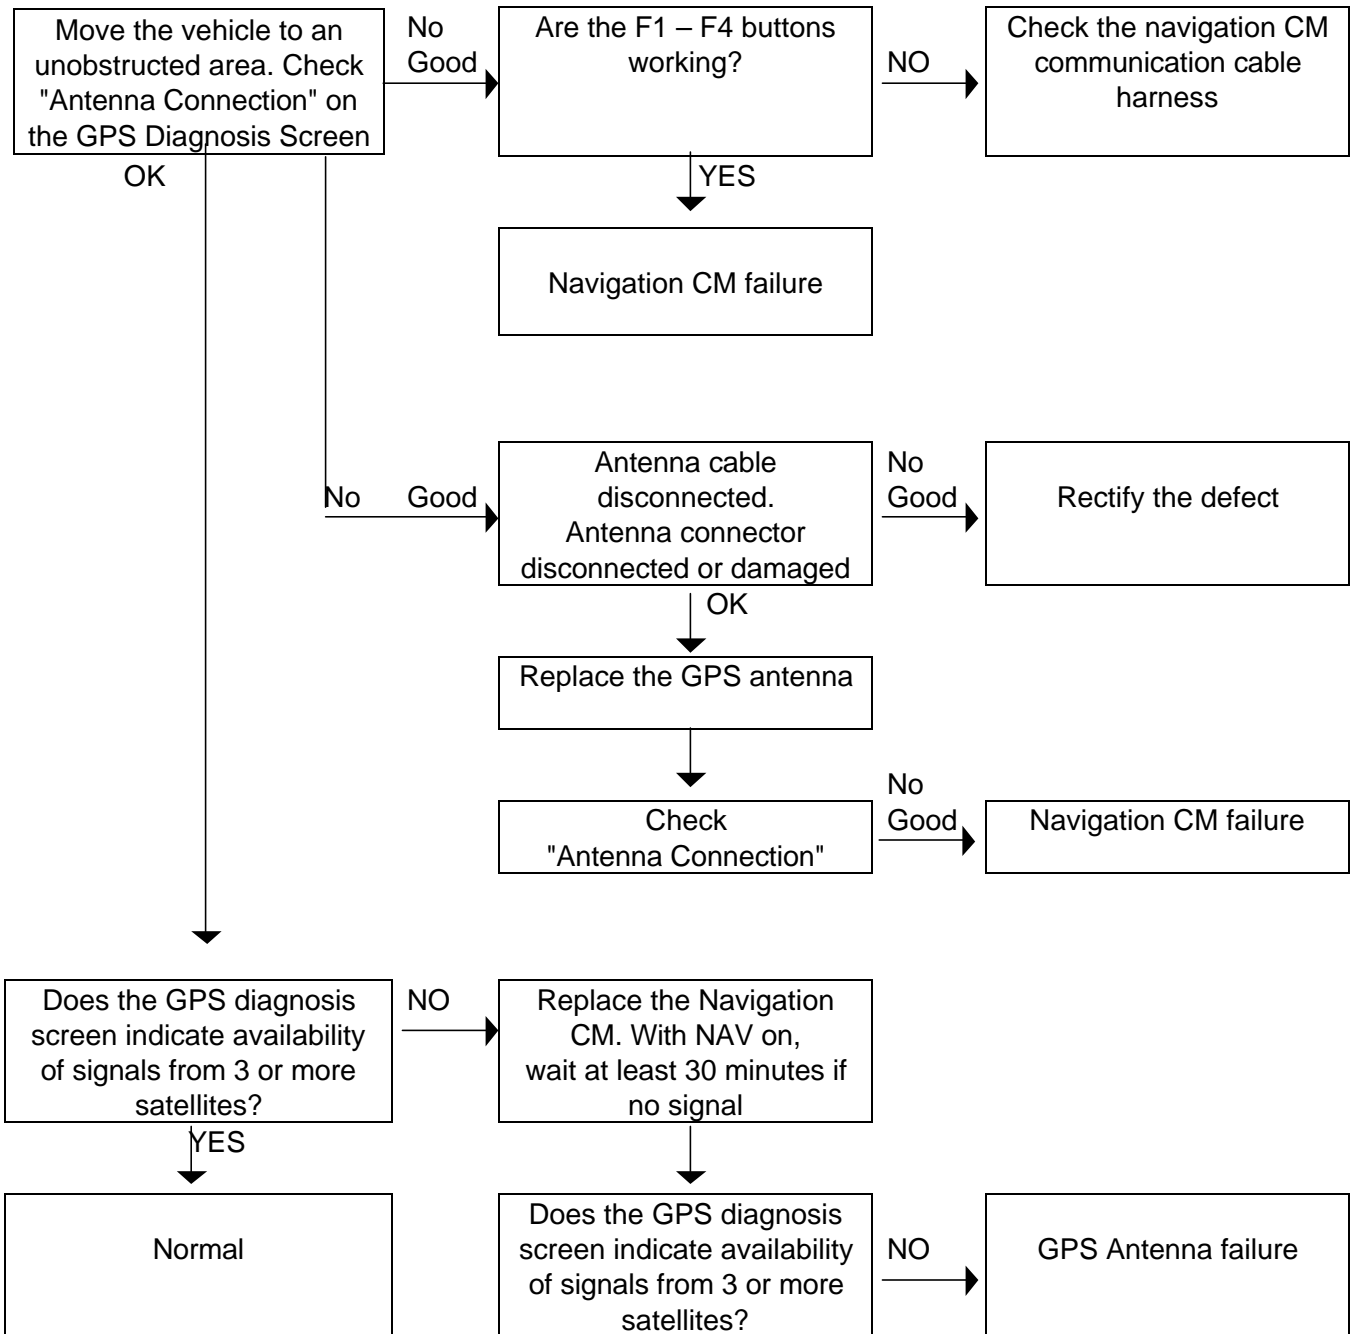 Move the vehicle to an
unobstructed area. Check
"Antenna Connection" on
the GPS Diagnosis Screen
No
Good
Are the F1 – F4 buttons
working?
NO
Check the navigation CM
communication cable
harness
OK
YES
Navigation CM failure
No Good
Antenna cable
disconnected.
Antenna connector
disconnected or damaged
No
Good
Rectify the defect
OK
Replace the GPS antenna
Check
"Antenna Connection"
No
Good
Navigation CM failure
Does the GPS diagnosis
screen indicate availability
of signals from 3 or more
satellites?
NO
Replace the Navigation
CM. With NAV on,
wait at least 30 minutes if
no signal
YES
Normal
Does the GPS diagnosis
screen indicate availability
of signals from 3 or more
satellites?
NO
GPS Antenna failure